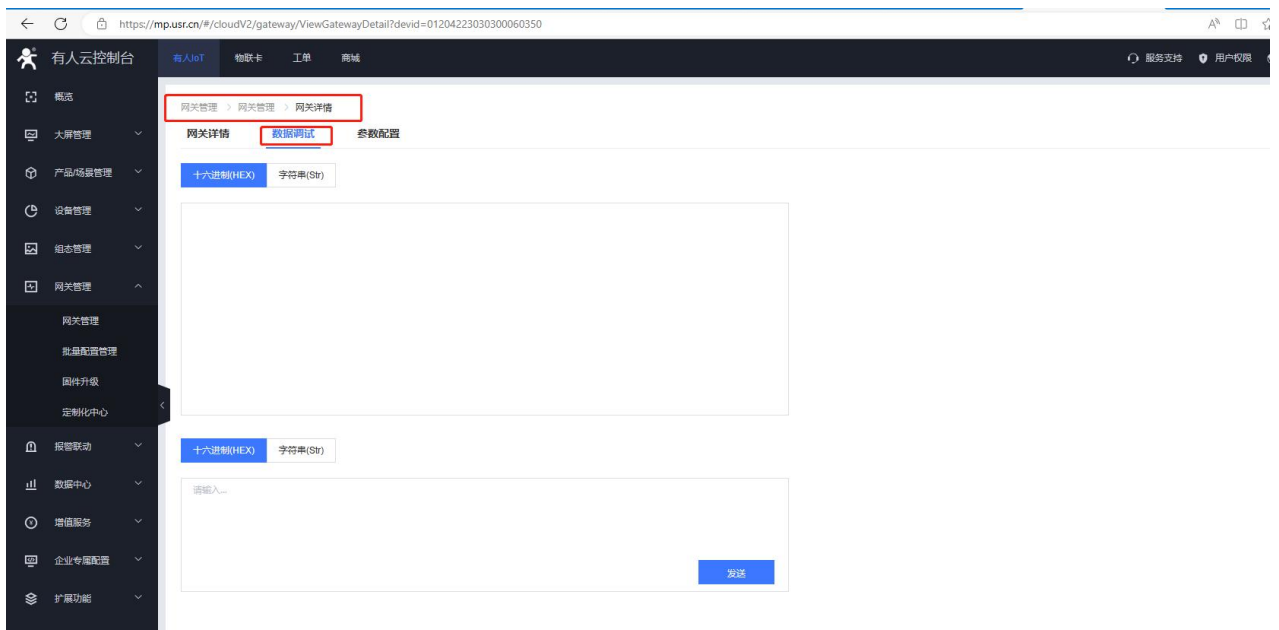 https://mp.usr.cn/#/cloudV2/gateway/ViewGatewayDetail?devid=01204223030300060350
有人云控制台 有人IoT 物联卡 工单 商城 服务支持 用户权限
概览
大屏管理
产品/场景管理
设备管理
组态管理
网关管理
网关管理
批量配置管理
固件升级
定制化中心
报警联动
数据中心
增值服务
企业专属配置
扩展功能
网关管理 > 网关管理 > 网关详情
网关详情 数据调试 参数配置
十六进制(HEX) 字符串(Str)
十六进制(HEX) 字符串(Str)
请输入...
发送